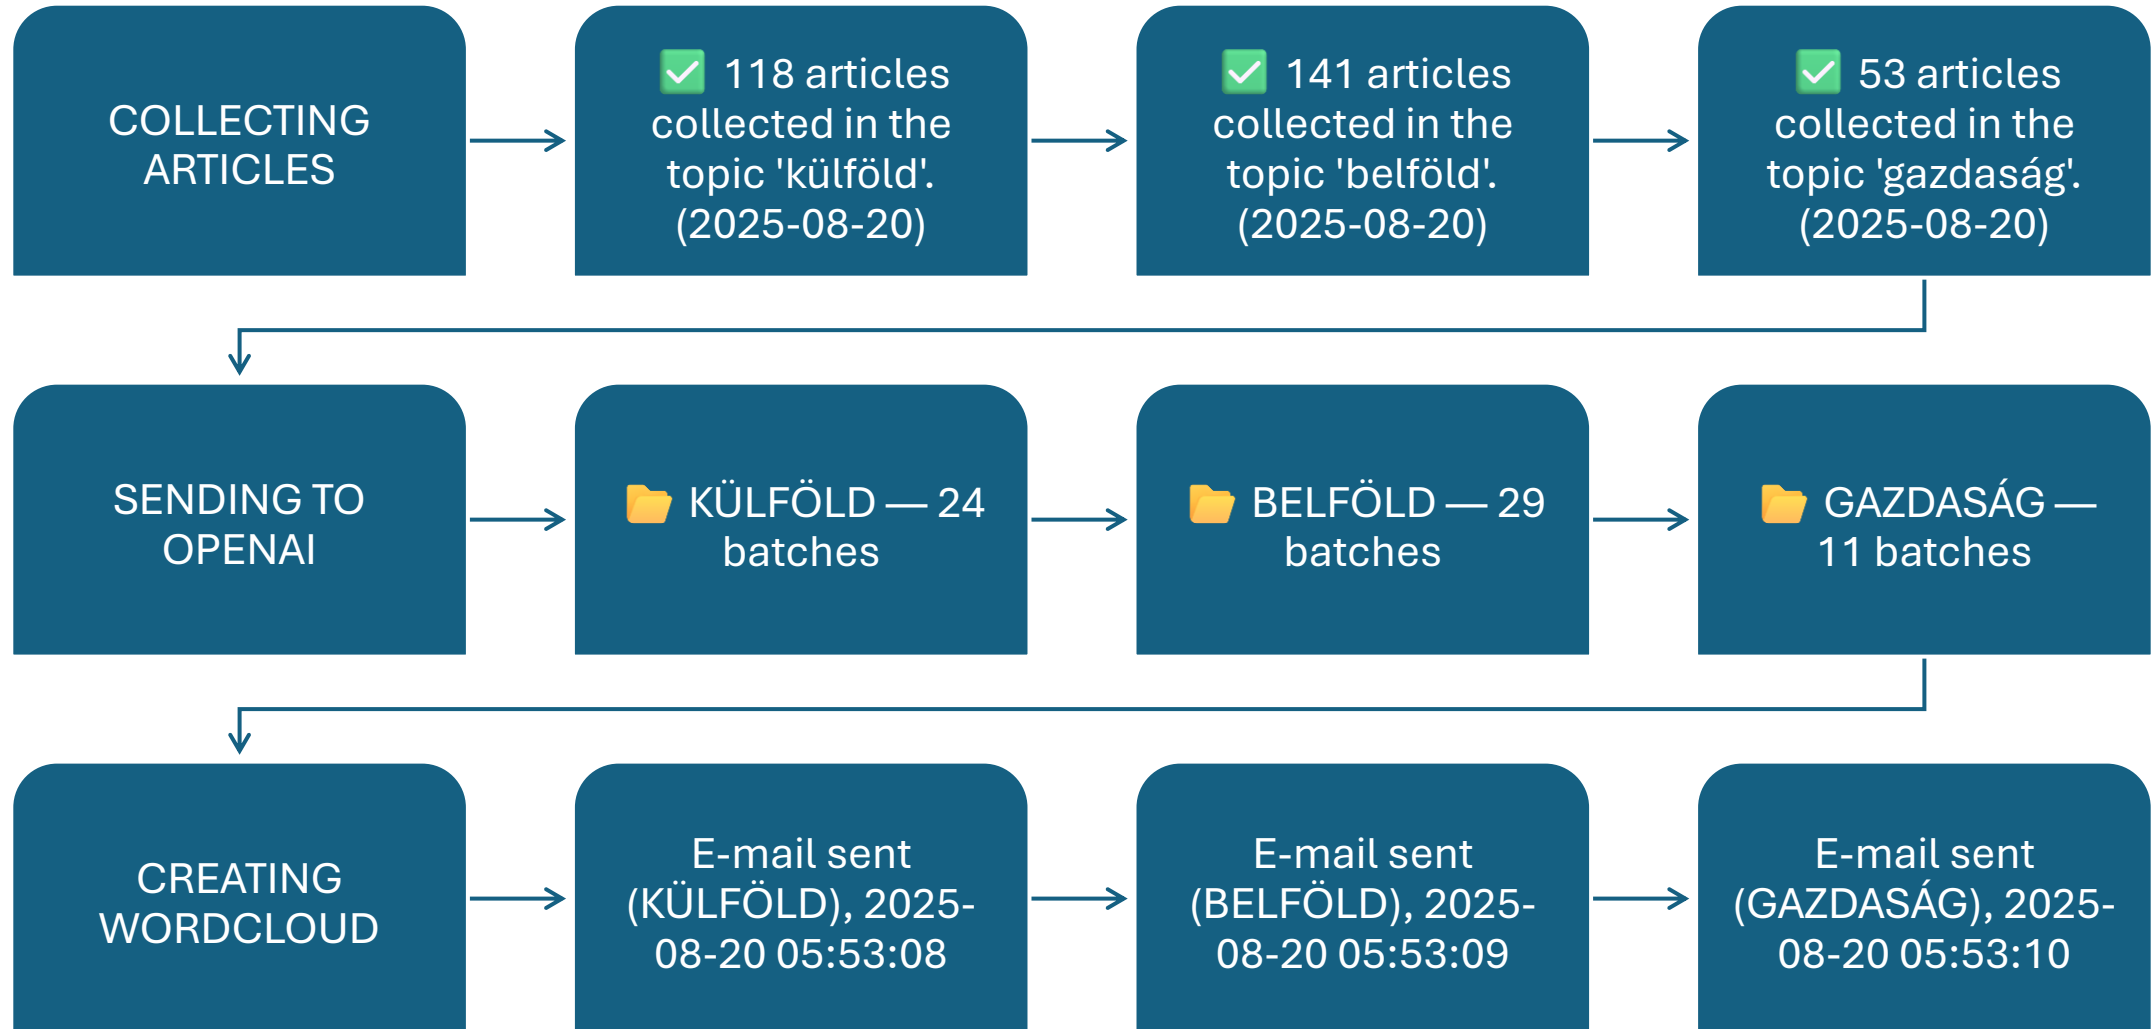 COLLECTING
ARTICLES
✅ 118 articles
collected in the
topic 'külföld'.
(2025-08-20)
✅ 141 articles
collected in the
topic 'belföld'.
(2025-08-20)
✅ 53 articles
collected in the
topic 'gazdaság'.
(2025-08-20)
SENDING TO
OPENAI
📂 KÜLFÖLD — 24
batches
📂 BELFÖLD — 29
batches
📂 GAZDASÁG —
11 batches
CREATING
WORDCLOUD
E-mail sent
(KÜLFÖLD), 2025-
08-20 05:53:08
E-mail sent
(BELFÖLD), 2025-
08-20 05:53:09
E-mail sent
(GAZDASÁG), 2025-
08-20 05:53:10